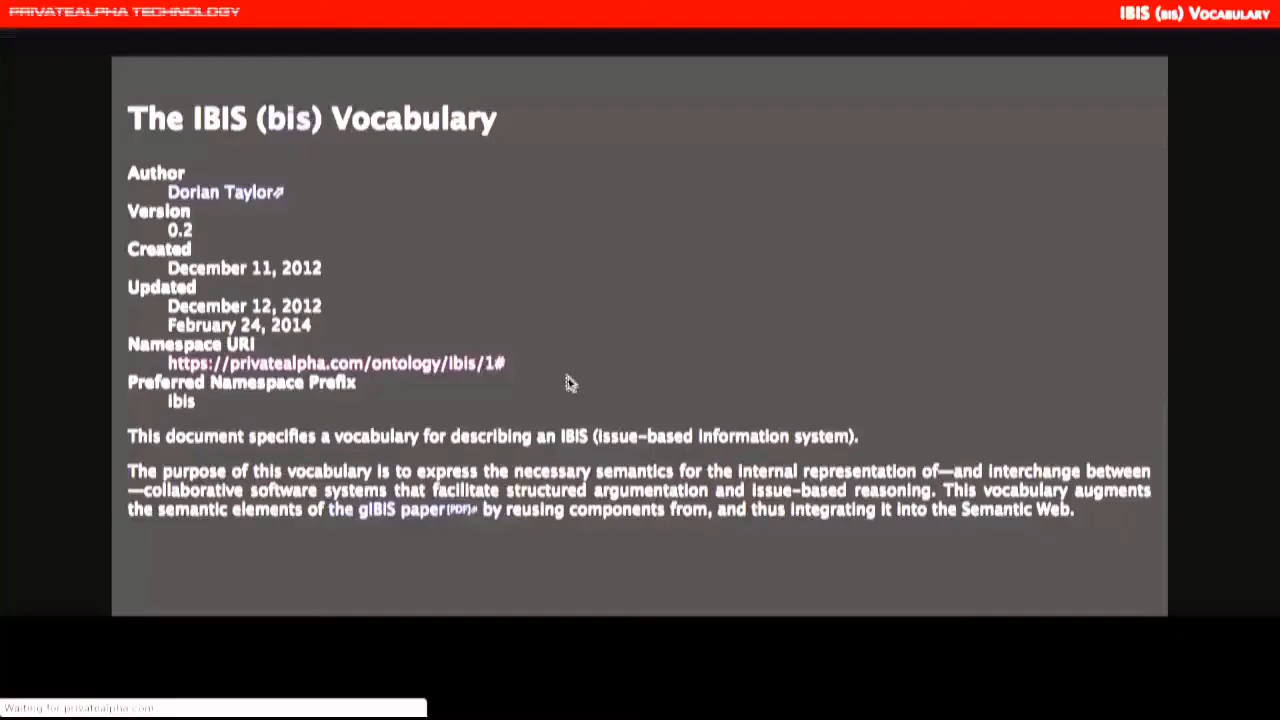 PRIVATEALPHA TECHNOLOGY
IBIS (BIS) VOCABULARY
The IBIS (bis) Vocabulary
Author
Dorian Taylor
Version
0.2
Created
December 11, 2012
Updated
December 12, 2012
February 24, 2014
Namespace URI
https://privatealpha.com/ontology/ibis/1#
Preferred Namespace Prefix
ibis
This document specifies a vocabulary for describing an IBIS (issue-based information system).
The purpose of this vocabulary is to express the necessary semantics for the internal representation of—and interchange between
—collaborative software systems that facilitate structured argumentation and issue-based reasoning. This vocabulary augments
the semantic elements of the gIBIS paper[PDF] by reusing components from, and thus integrating it into the Semantic Web.
Waiting for privatealpha.com